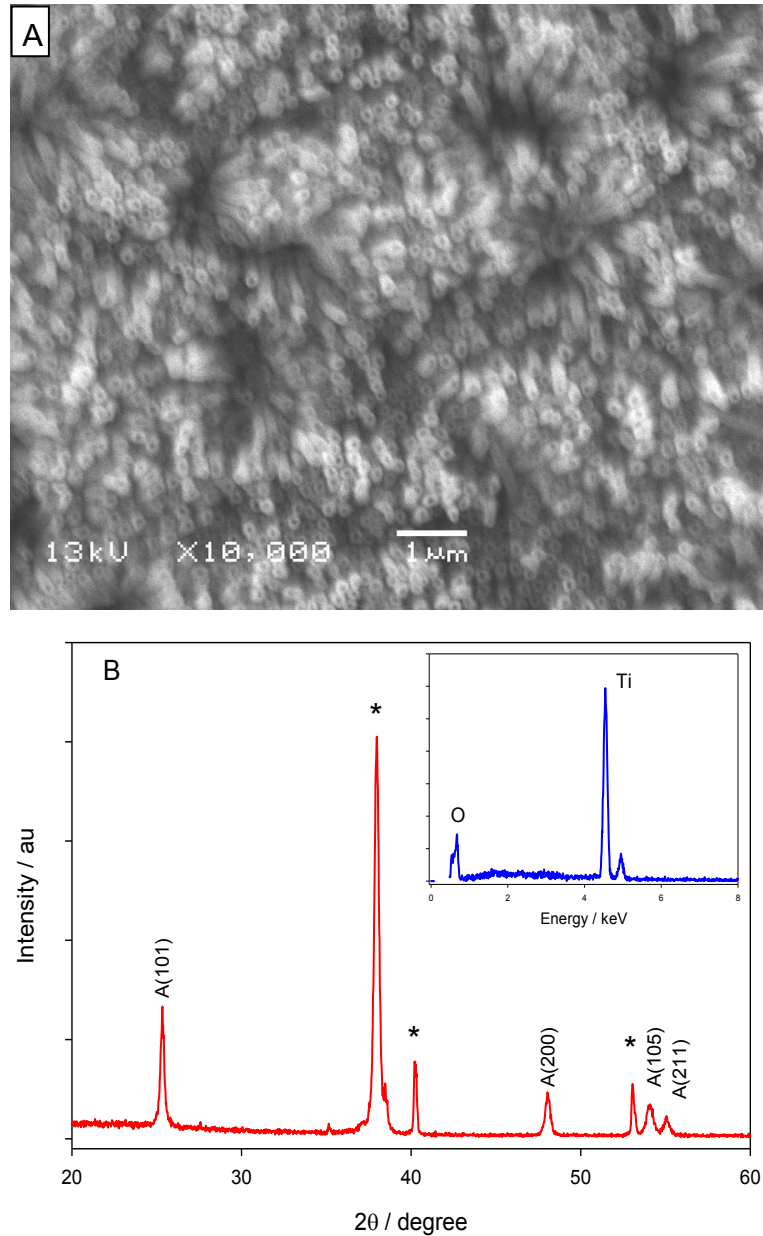 A
13kV X10,000 1μm
B
*
Ti
O
0 2 4 6 8
Energy / keV
Intensity / au
A(101)
*
A(200)
*
A(105)
A(211)
20 30 40 50 60
2θ / degree